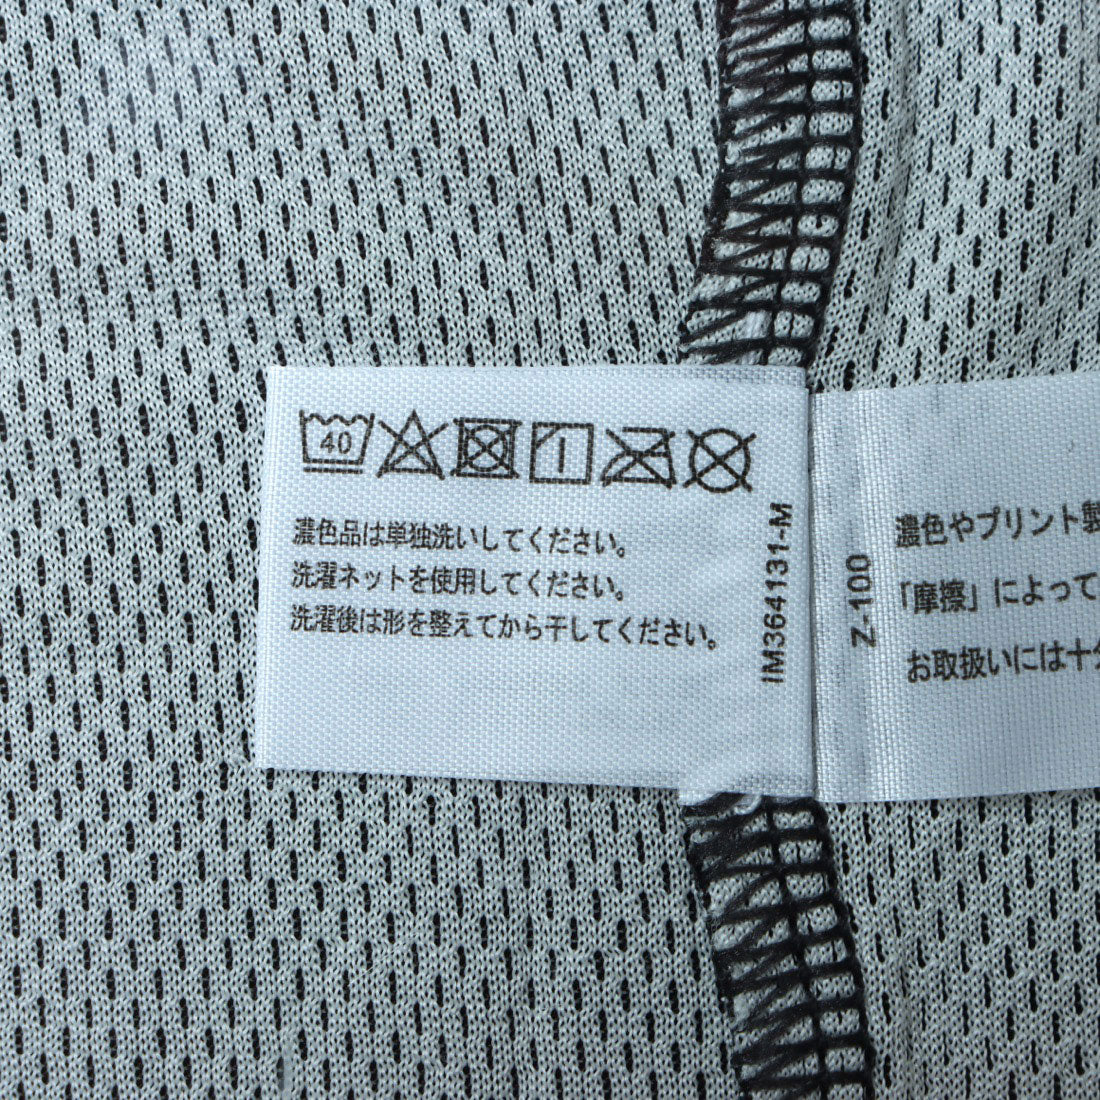 40
濃色品は単独洗いしてください。
洗濯ネットを使用してください。
洗濯後は形を整えてから干してください。
IM364131-M
Z-100
濃色やプリント製
「摩擦」によって
お取扱いには十分